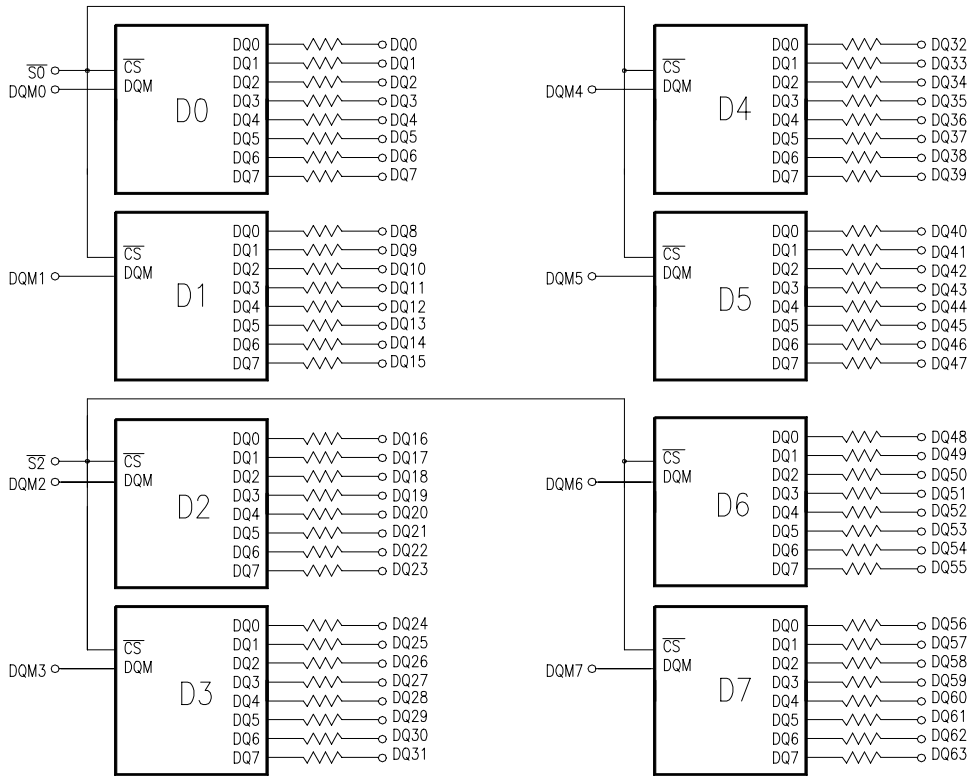 DQ0 DQ0 DQ0 DQ32
S0 CS DQ1 DQ1 CS DQ1 DQ33
DQM0 DQM DQ2 DQ2 DQM4 DQM DQ2 DQ34
D0 DQ3 DQ3 D4 DQ3 DQ35
DQ4 DQ4 DQ4 DQ36
DQ5 DQ5 DQ5 DQ37
DQ6 DQ6 DQ6 DQ38
DQ7 DQ7 DQ7 DQ39
DQ0 DQ8 DQ0 DQ40
CS DQ1 DQ9 CS DQ1 DQ41
DQM1 DQM DQ2 DQ10 DQM5 DQM DQ2 DQ42
D1 DQ3 DQ11 D5 DQ3 DQ43
DQ4 DQ12 DQ4 DQ44
DQ5 DQ13 DQ5 DQ45
DQ6 DQ14 DQ6 DQ46
DQ7 DQ15 DQ7 DQ47
DQ0 DQ16 DQ0 DQ48
S2 CS DQ1 DQ17 CS DQ1 DQ49
DQM2 DQM DQ2 DQ18 DQM6 DQM DQ2 DQ50
D2 DQ3 DQ19 D6 DQ3 DQ51
DQ4 DQ20 DQ4 DQ52
DQ5 DQ21 DQ5 DQ53
DQ6 DQ22 DQ6 DQ54
DQ7 DQ23 DQ7 DQ55
DQ0 DQ24 DQ0 DQ56
CS DQ1 DQ25 CS DQ1 DQ57
DQM3 DQM DQ2 DQ26 DQM7 DQM DQ2 DQ58
D3 DQ3 DQ27 D7 DQ3 DQ59
DQ4 DQ28 DQ4 DQ60
DQ5 DQ29 DQ5 DQ61
DQ6 DQ30 DQ6 DQ62
DQ7 DQ31 DQ7 DQ63